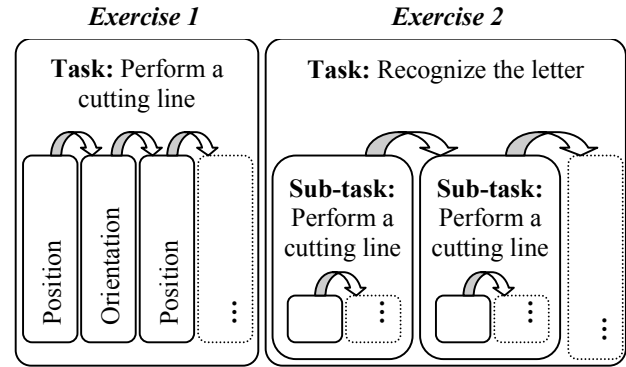 Exercise 1
Task: Perform a
cutting line
Position
Orientation
Position
...
Exercise 2
Task: Recognize the letter
Sub-task:
Perform a
cutting line
...
Sub-task:
Perform a
cutting line
...
...